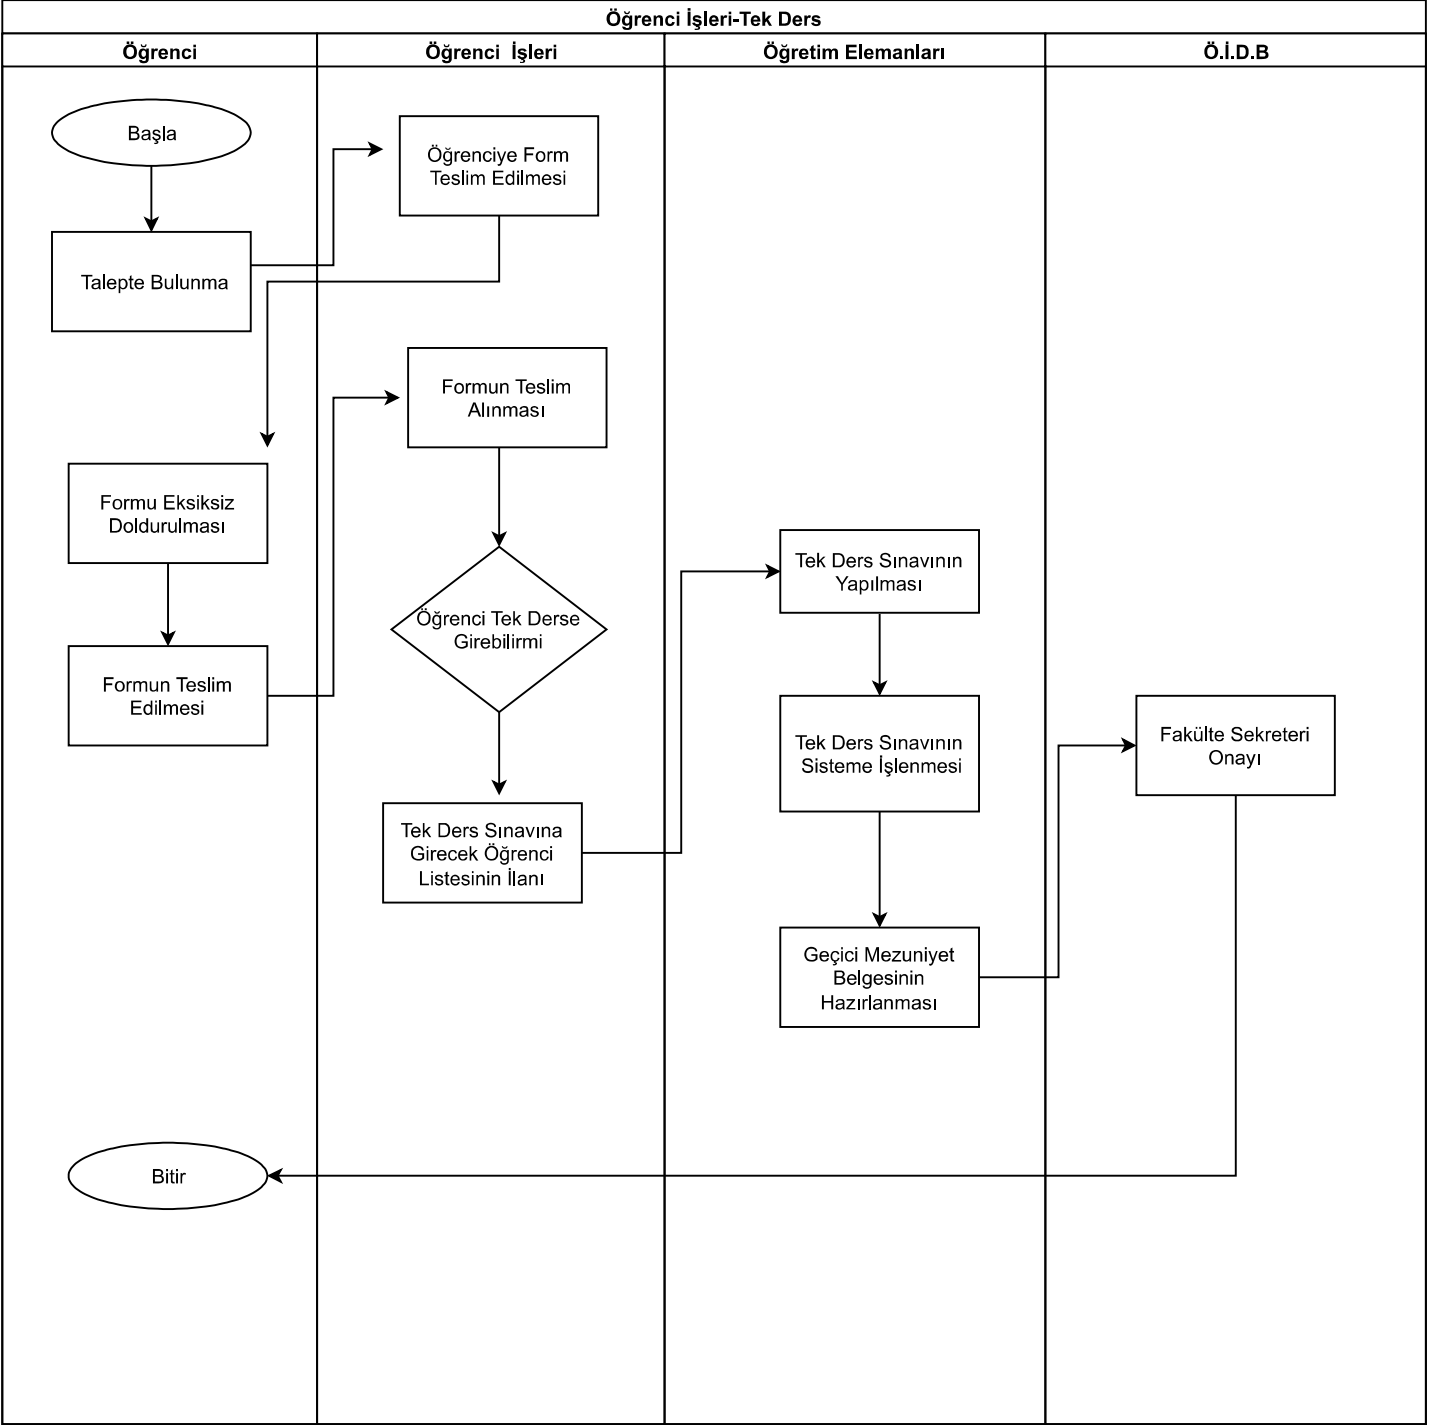 Öğrenci İşleri-Tek Ders
Öğrenci
Öğrenci İşleri
Öğretim Elemanları
Ö.İ.D.B
Başla
Öğrenciye Form
Teslim Edilmesi
Talepte Bulunma
Formun Teslim
Alınması
Formu Eksiksiz
Doldurulması
Formun Teslim
Edilmesi
Öğrenci Tek Derse
Girebilirmi
Tek Ders Sınavına
Girecek Öğrenci
Listesinin İlanı
Tek Ders Sınavının
Yapılması
Tek Ders Sınavının
Sisteme İşlenmesi
Geçici Mezuniyet
Belgesinin
Hazırlanması
Fakülte Sekreteri
Onayı
Bitir